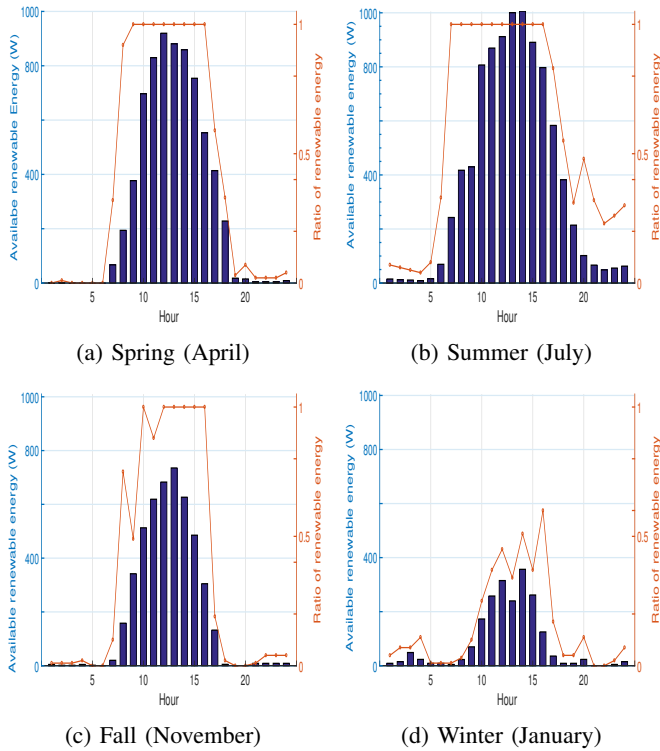 1000
800
400
0
Availabe renewable Energy (W)
5 10 15 20
Hour
1
0.5
0
Ratio of renewable energy
(a) Spring (April)
1000
800
400
0
Available renewable energy (W)
5 10 15 20
Hour
1
0.5
0
Ratio of renewable energy
(b) Summer (July)
1000
800
400
0
Available renewable energy (W)
5 10 15 20
Hour
1
0.5
0
Ratio of renewable energy
(c) Fall (November)
1000
800
400
0
Available renewable energy (W)
5 10 15 20
Hour
1
0.5
0
Ratio of renewable energy
(d) Winter (January)